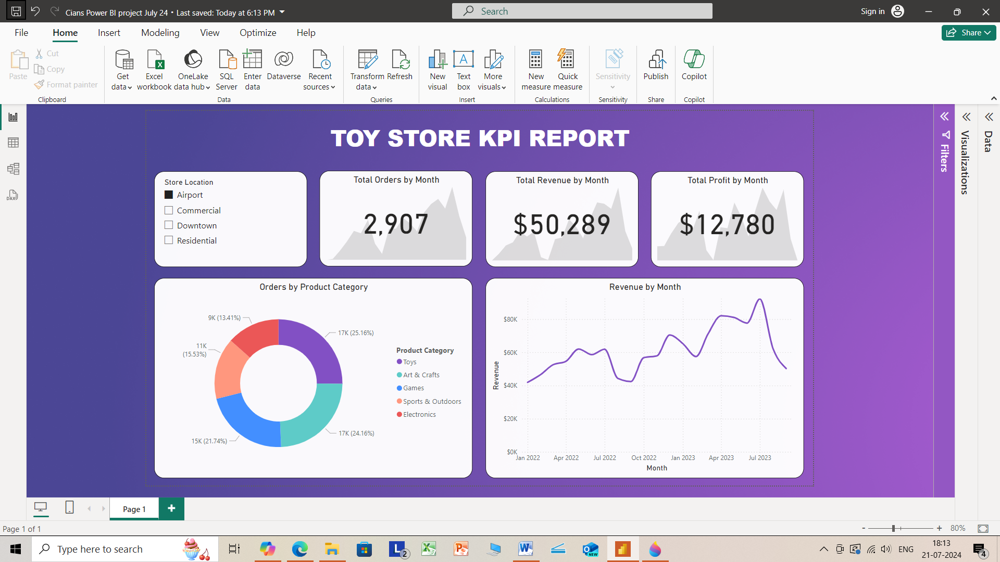 Cians Power BI project July 24 • Last saved: Today at 6:13 PM
Search
Sign in
File Home Insert Modeling View Optimize Help
Share
Paste
Cut
Copy
Format painter
Clipboard
Get data
Excel workbook
OneLake data hub
SQL Server
Enter data
Dataverse
Recent sources
Data
Transform data
Refresh
Queries
New visual
Text box
More visuals
Insert
New measure
Quick measure
Calculations
Sensitivity
Sensitivity
Publish
Share
Copilot
Copilot
DAX
TOY STORE KPI REPORT
Filters
Visualizations
Data
Store Location
Airport
Commercial
Downtown
Residential
Total Orders by Month
2,907
Total Revenue by Month
$50,289
Total Profit by Month
$12,780
Orders by Product Category
9K (13.41%)
17K (25.16%)
11K
(15.53%)
15K (21.74%)
17K (24.16%)
Product Category
Toys
Art & Crafts
Games
Sports & Outdoors
Electronics
Revenue by Month
Revenue
$80K
$60K
$40K
$20K
$0K
Jan 2022 Apr 2022 Jul 2022 Oct 2022 Jan 2023 Apr 2023 Jul 2023
Month
Page 1
Page 1 of 1
- + 80%
Type here to search
L 2
NEW
ENG
18:13
21-07-2024
4